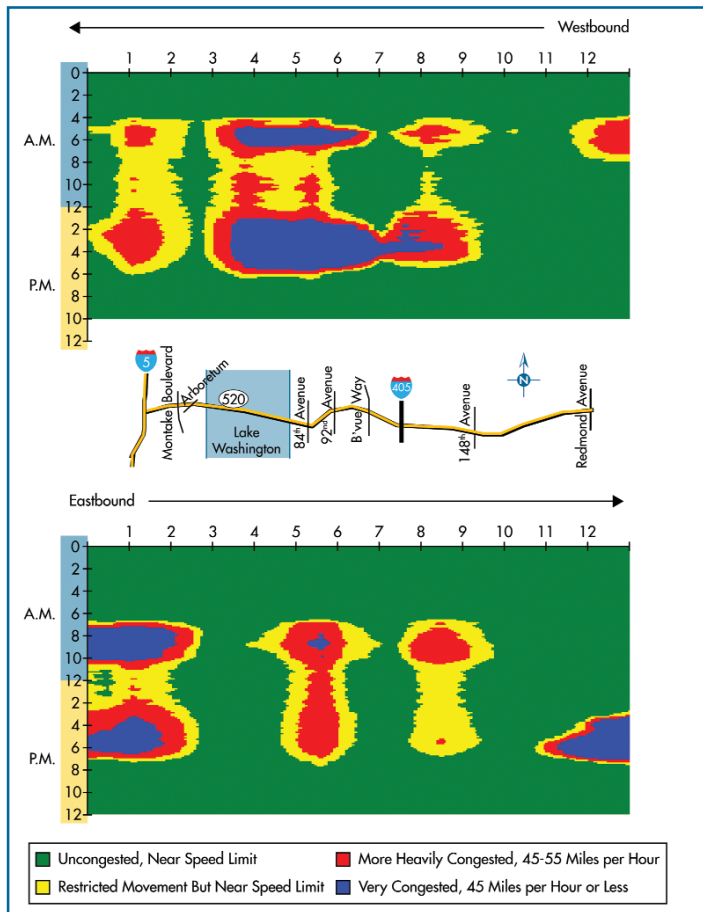 Westbound
1 2 3 4 5 6 7 8 9 10 11 12
0
2
4
A.M. 6
8
10
12
2
4
P.M. 6
8
10
12
5
Montake Boulevard
Arboretum
520
Lake
Washington
84th Avenue
92nd Avenue
B'vue Way
405
148th Avenue
N
Redmond Avenue
Eastbound
1 2 3 4 5 6 7 8 9 10 11 12
0
2
4
A.M. 6
8
10
12
2
4
6
P.M. 8
10
12
Uncongested, Near Speed Limit
More Heavily Congested, 45-55 Miles per Hour
Restricted Movement But Near Speed Limit
Very Congested, 45 Miles per Hour or Less